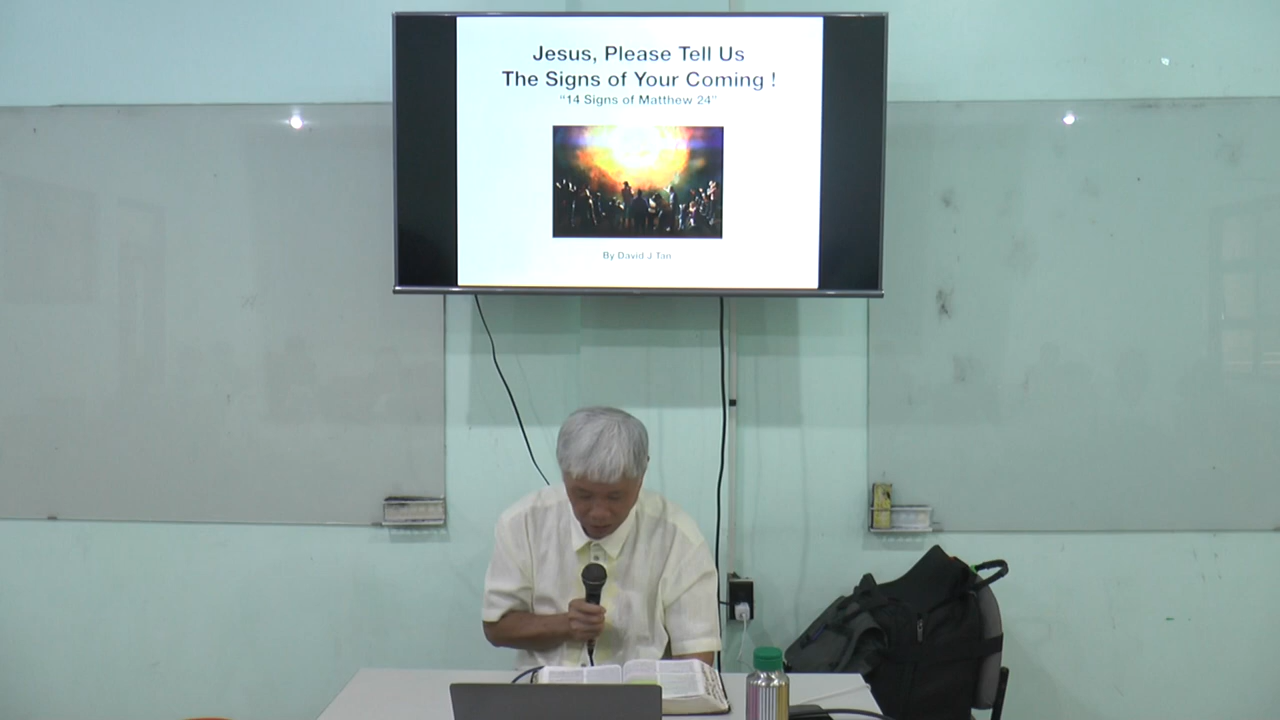 Jesus, Please Tell Us
The Signs of Your Coming !
"14 Signs of Matthew 24"
By David J Tan